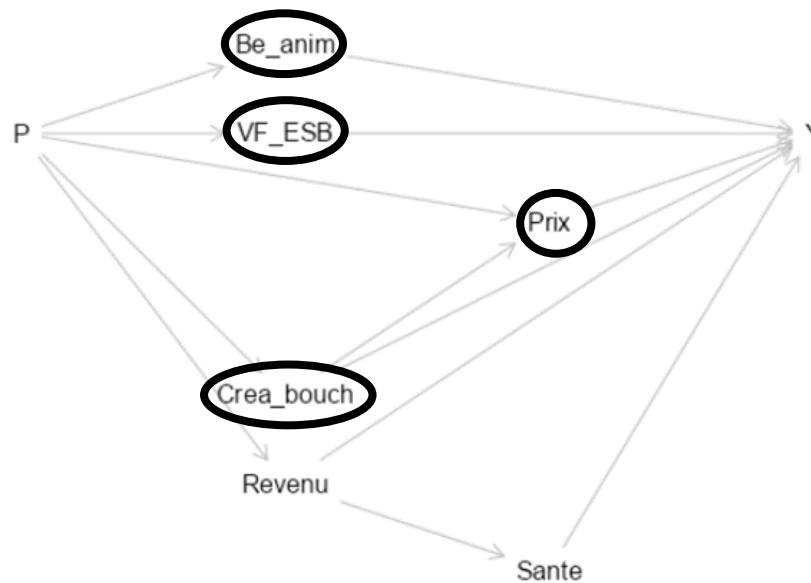 Be_anim
P
VF_ESB
Prix
Crea_bouch
Revenu
Sante